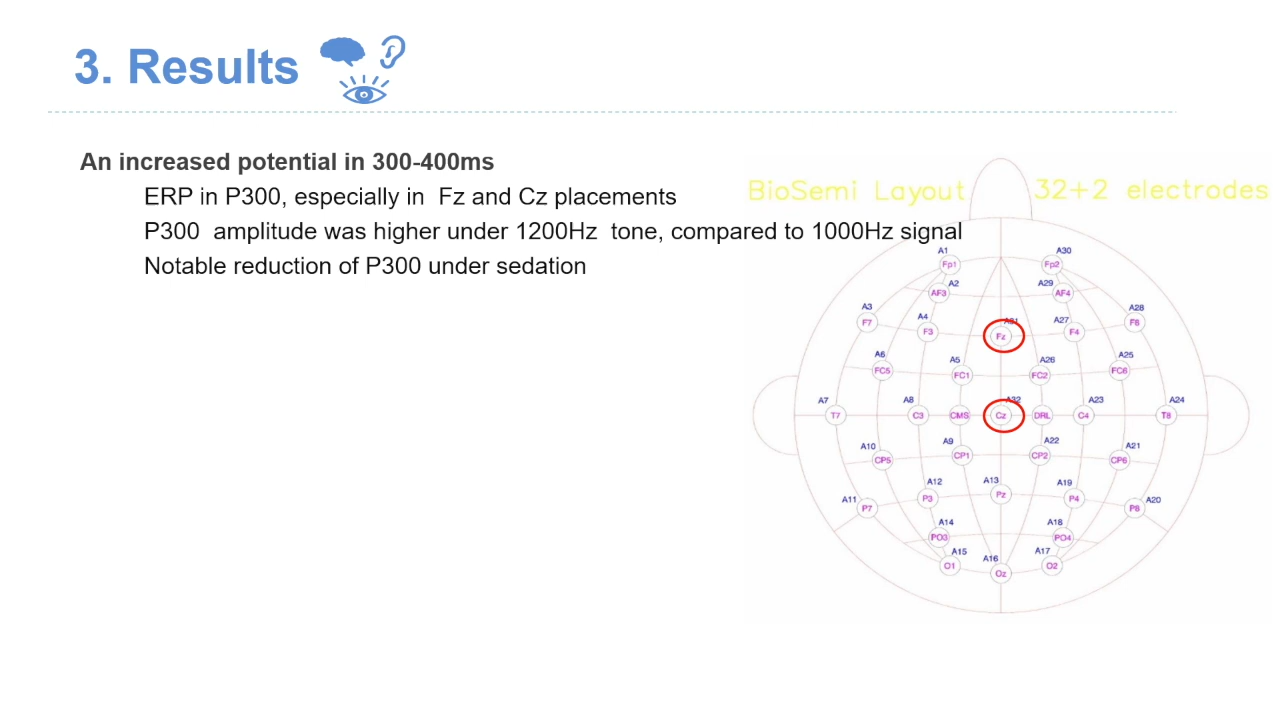 3. Results
An increased potential in 300-400ms
ERP in P300, especially in Fz and Cz placements
P300 amplitude was higher under 1200Hz tone, compared to 1000Hz signal
Notable reduction of P300 under sedation
BioSemi Layout 32+2 electrodes
A1 A30
Fp1 Fp2
A2 A29
AF3 AF4
A3 A28
A4 A31 A27
F7 F8
F3 Fz F4
A6 A5 A26 A25
FC5 FC1 FC2 FC6
A7 A8 A32 A23 A24
T7 C3 CMS Cz DRL C4 T8
A10 A9 A22 A21
CP5 CP1 CP2 CP6
A12 A13 A19
P3 Pz P4
A11 A20
P7 P8
A14 A18
PO3 PO4
A15 A16 A17
O1 Oz O2